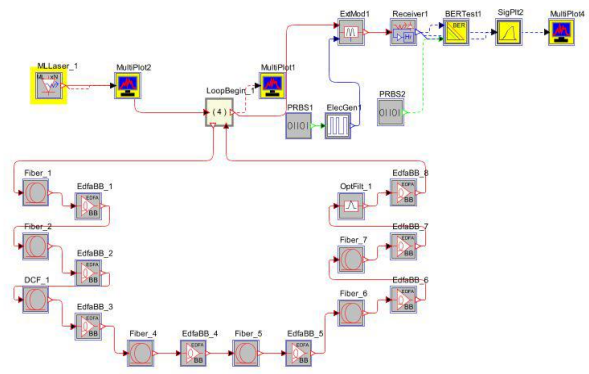 ExtMod1
Receiver1
BERTest1
SigPlt2
MultiPlot4
BER
MLLaser_1
MultiPlot2
LoopBegin_1
MultiPlot1
PRBS1
ElecGen1
PRBS2
(4)
01101
01101
Fiber_1
EdfaBB_1
EDFA
BB
OptFilt_1
EdfaBB_8
EDFA
BB
Fiber_2
EdfaBB_2
EDFA
BB
Fiber_7
EdfaBB_7
EDFA
BB
DCF_1
EdfaBB_3
EDFA
BB
Fiber_4
EdfaBB_4
EDFA
BB
Fiber_5
EdfaBB_5
EDFA
BB
Fiber_6
EdfaBB_6
EDFA
BB